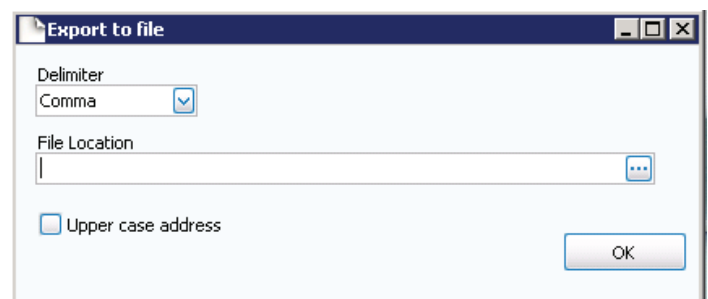 Export to file
Delimiter
Comma
File Location
Upper case address
OK